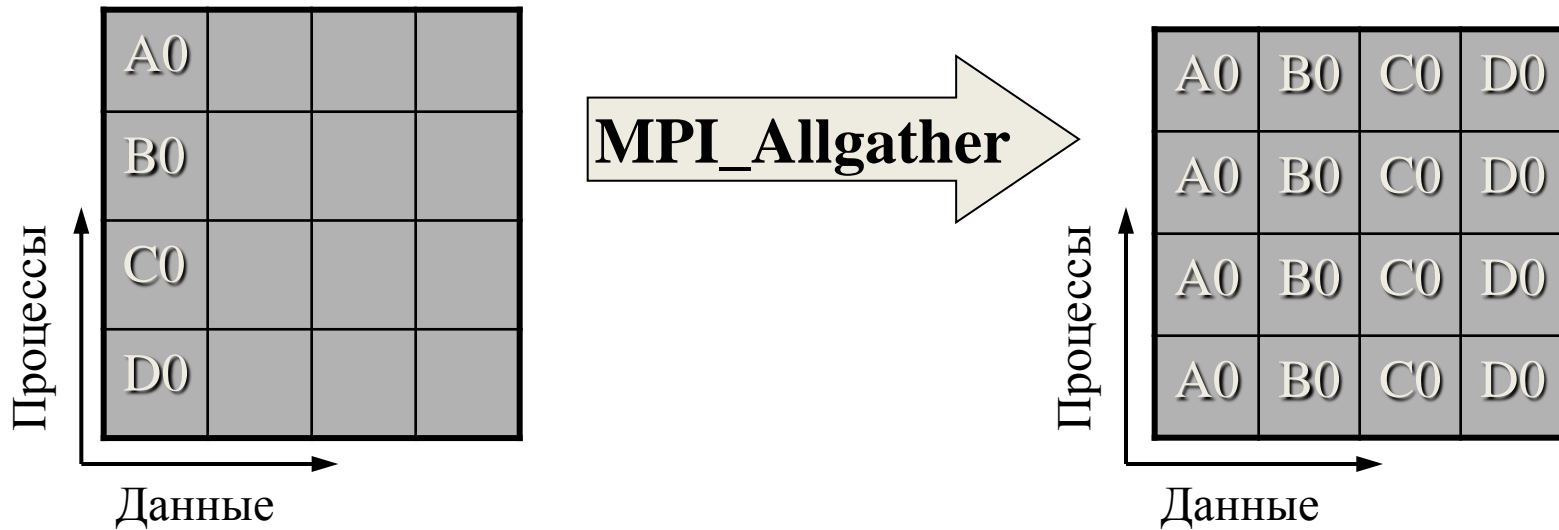 A0
B0
C0
D0
Процессы
Данные
MPI_Allgather
A0 B0 C0 D0
A0 B0 C0 D0
A0 B0 C0 D0
A0 B0 C0 D0
Процессы
Данные